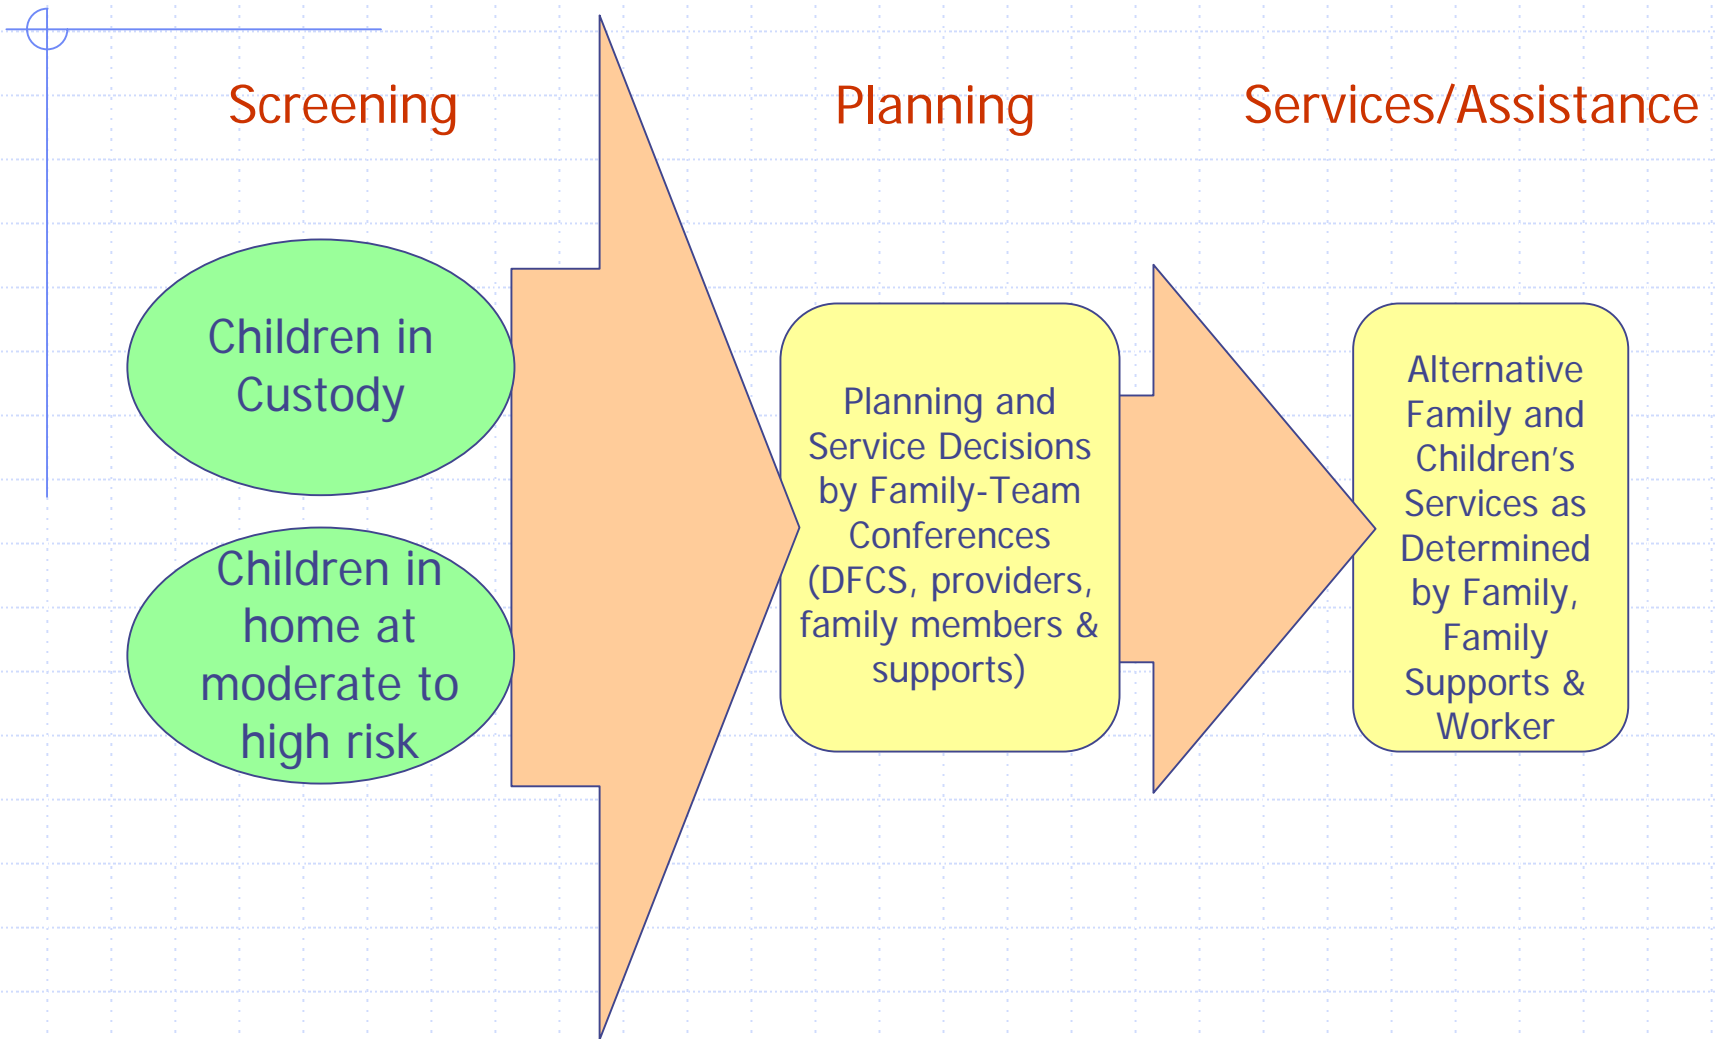 Screening
Planning
Services/Assistance
Children in
Custody
Children in
home at
moderate to
high risk
Planning and
Service Decisions
by Family-Team
Conferences
(DFCS, providers,
family members &
supports)
Alternative
Family and
Children's
Services as
Determined
by Family,
Family
Supports &
Worker